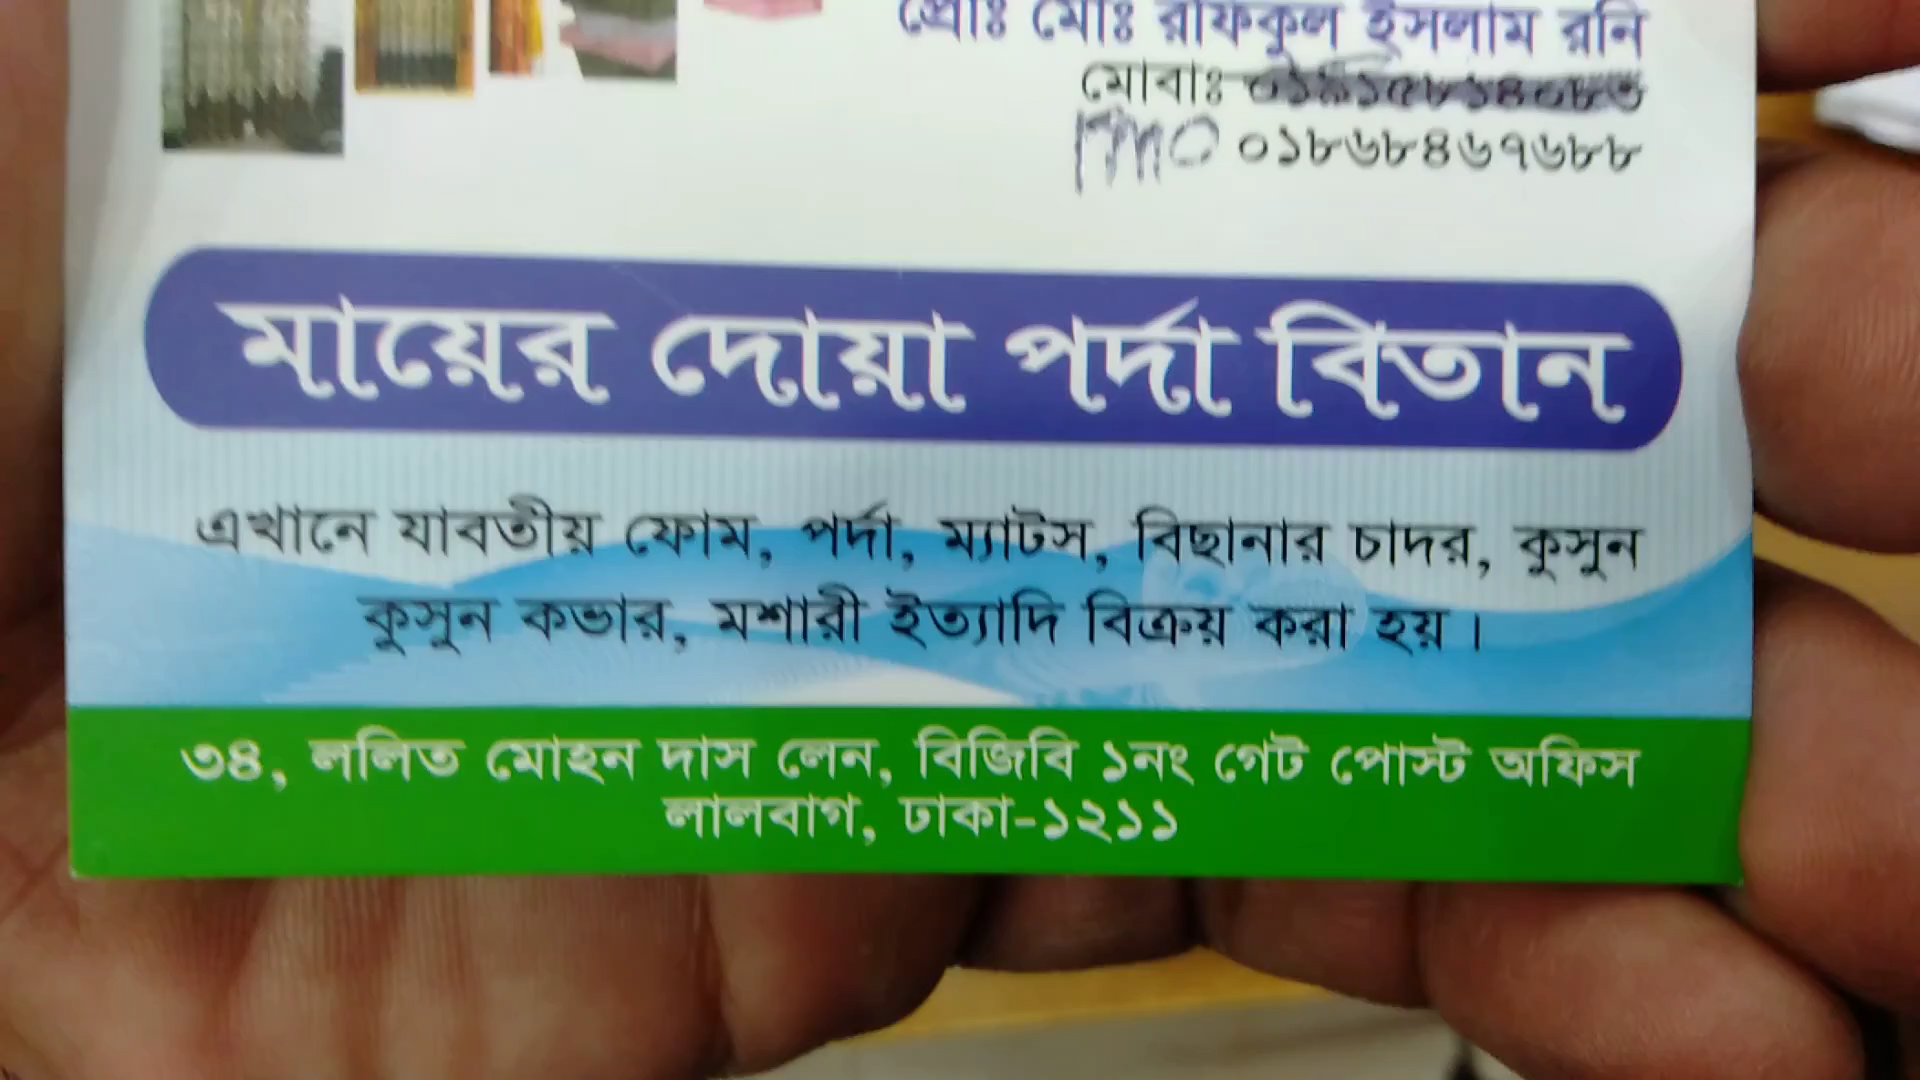 প্রোঃ মোঃ রফিকুল ইসলাম রনি
মোবাঃ
০১৮৬৮৪৬৭৬৮৮
মায়ের দোয়া পর্দা বিতান
এখানে যাবতীয় ফোম, পর্দা, ম্যাটস, বিছানার চাদর, কুসুন
কুসুন কভার, মশারী ইত্যাদি বিক্রয় করা হয়।
৩৪, ললিত মোহন দাস লেন, বিজিবি ১নং গেট পোস্ট অফিস
লালবাগ, ঢাকা-১২১১